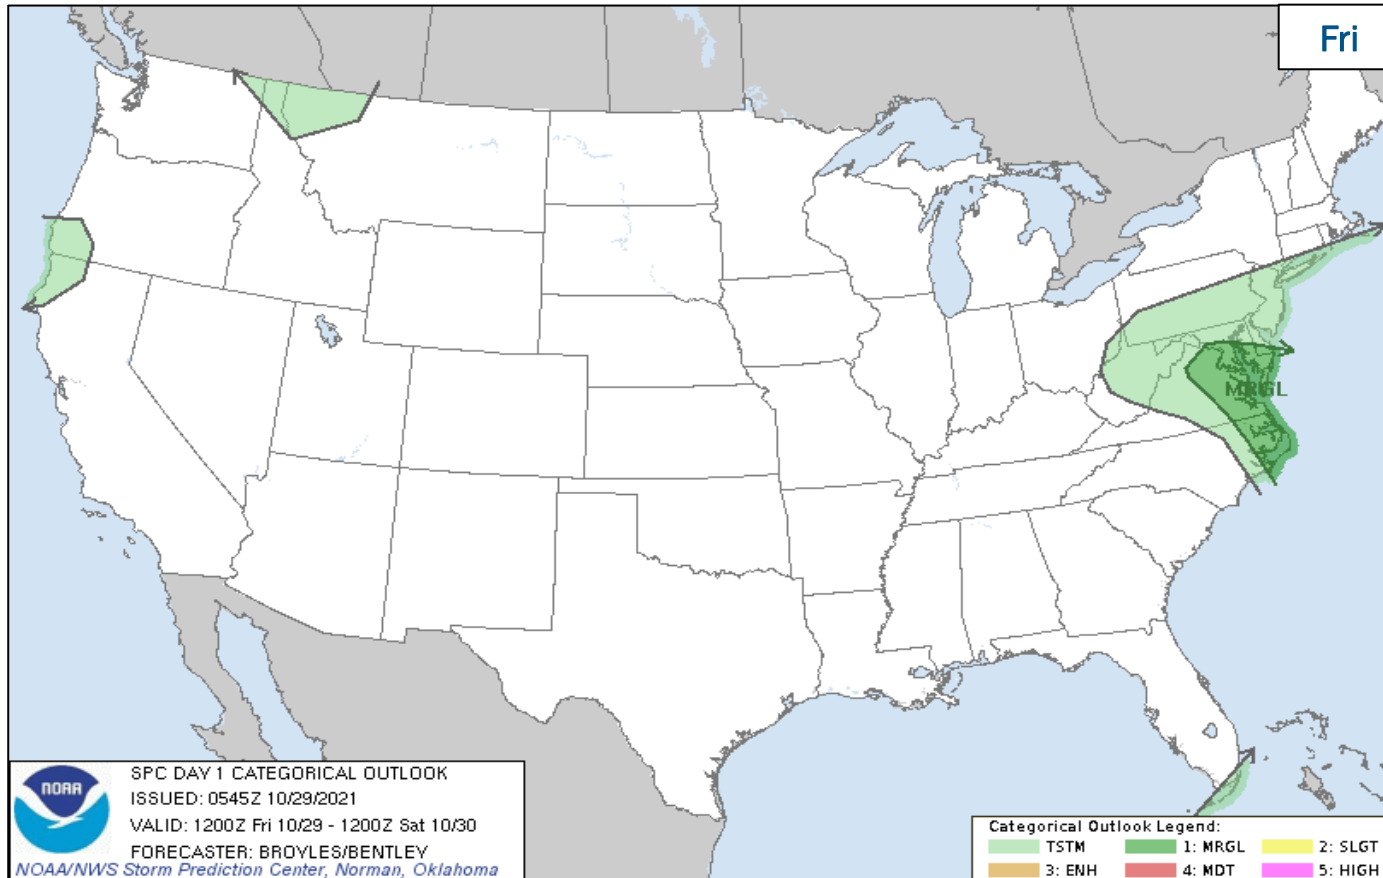 Fri
MRGL
NOAA
SPC DAY 1 CATEGORICAL OUTLOOK
ISSUED: 0545Z 10/29/2021
VALID: 1200Z Fri 10/29 - 1200Z Sat 10/30
FORECASTER: BROYLES/BENTLEY
NOAA/NWS Storm Prediction Center, Norman, Oklahoma
Categorical Outlook Legend:
TSTM 1: MRGL 2: SLGT
3: ENH 4: MDT 5: HIGH